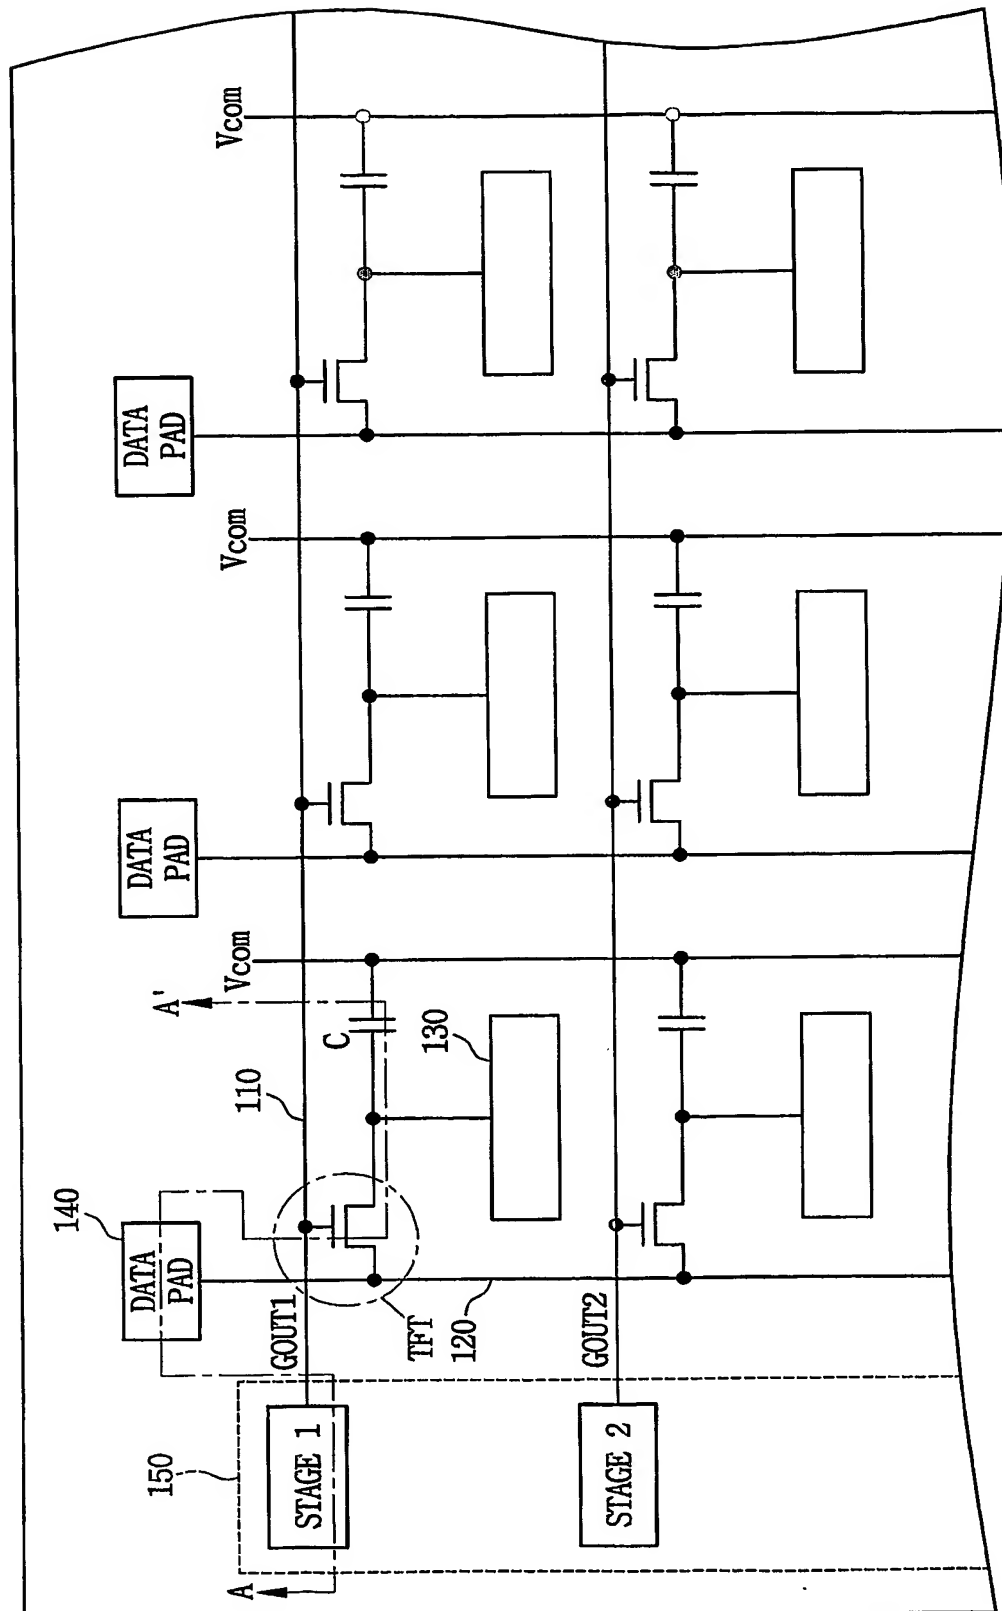 140
DATA PAD
DATA PAD
DATA PAD
150
A
110
A'
Vcom
Vcom
Vcom
STAGE 1
GOUT1
C
TFT
120
130
STAGE 2
GOUT2